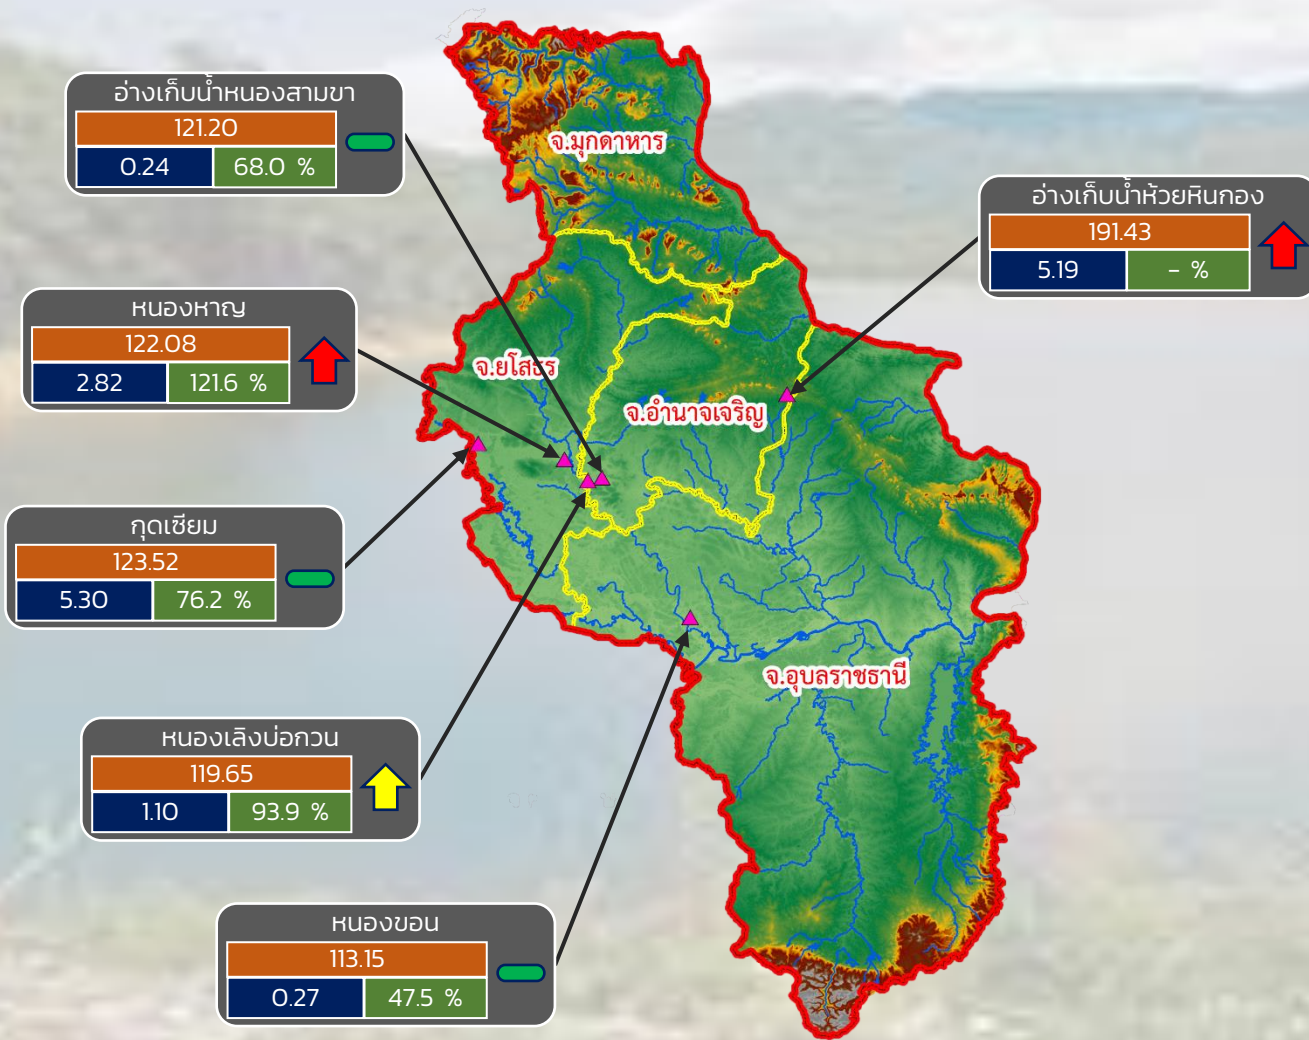 อ่างเก็บน้ำหนองสามขา
121.20
0.24 68.0 %
จ.มุกดาหาร
อ่างเก็บน้ำห้วยหินกอง
191.43
5.19 - %
หนองหาญ
122.08
2.82 121.6 %
จ.ยโสธร
จ.อำนาจเจริญ
กุดเซียม
123.52
5.30 76.2 %
จ.อุบลราชธานี
หนองเลิงบ่อกวน
119.65
1.10 93.9 %
หนองขอน
113.15
0.27 47.5 %